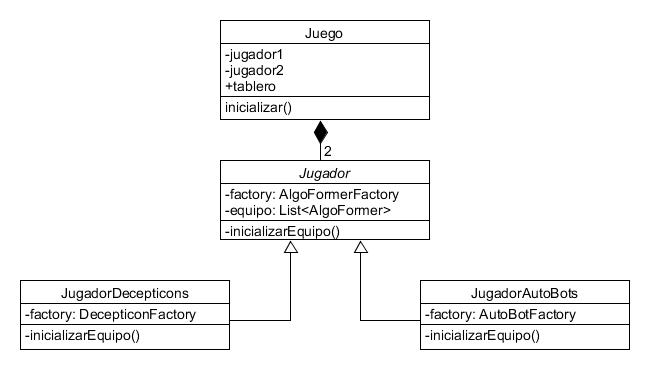 Juego
-jugador1
-jugador2
+tablero
inicializar()
2
Jugador
-factory: AlgoFormerFactory
-equipo: List<AlgoFormer>
-inicializarEquipo()
JugadorDecepticons
-factory: DecepticonFactory
-inicializarEquipo()
JugadorAutoBots
-factory: AutoBotFactory
-inicializarEquipo()